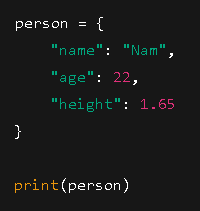 person = {
    "name": "Nam",
    "age": 22,
    "height": 1.65
}

print(person)